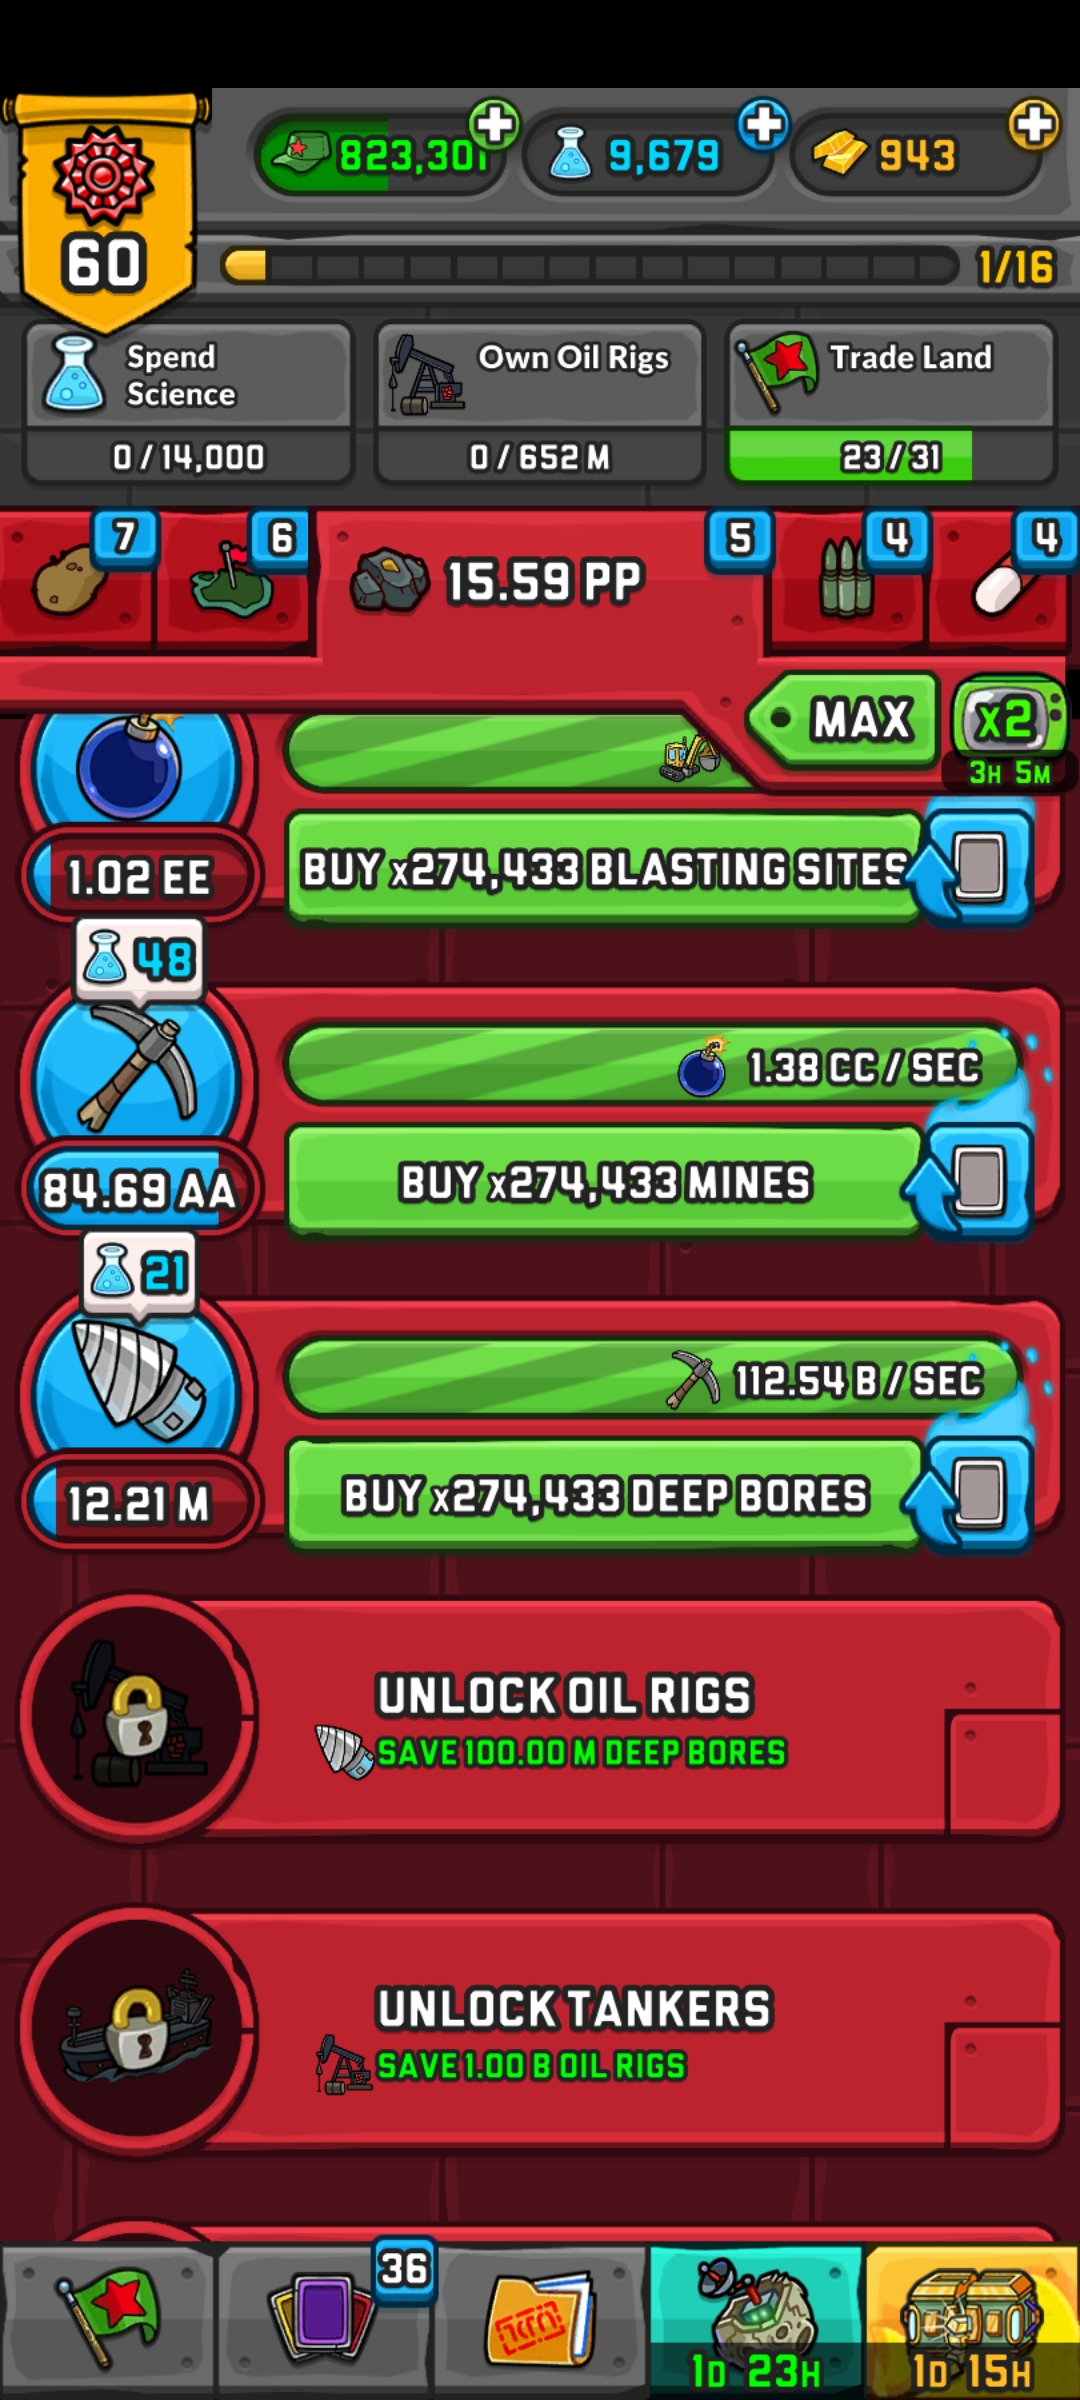 823,301
9,679
943
60
1/16
Spend
Science
0 / 14,000
Own Oil Rigs
0 / 652 M
Trade Land
23 / 31
7
6
15.59 PP
5
4
4
MAX
x2
3H 5M
1.02 EE
BUY x274,433 BLASTING SITES
48
1.38 CC / SEC
84.69 AA
BUY x274,433 MINES
21
112.54 B / SEC
12.21 M
BUY x274,433 DEEP BORES
UNLOCK OIL RIGS
SAVE 100.00 M DEEP BORES
UNLOCK TANKERS
SAVE 1.00 B OIL RIGS
36
1D 23H
1D 15H